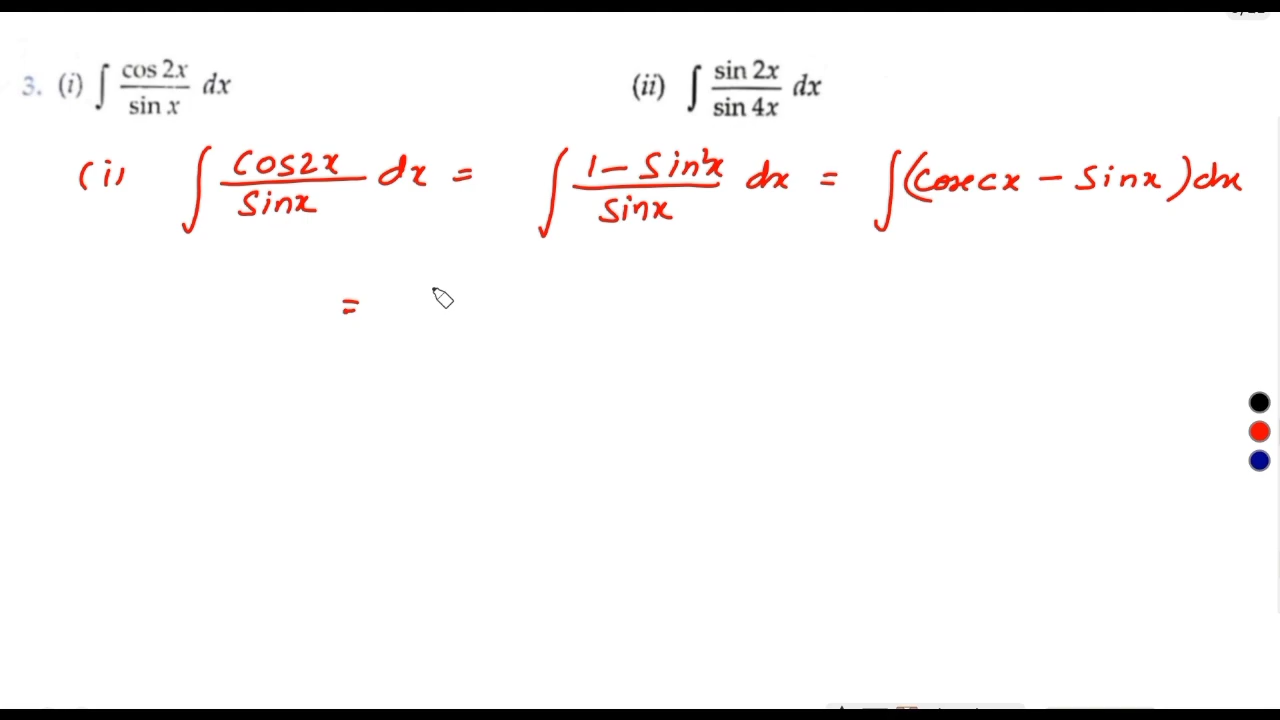 3. (i) ∫ cos 2x / sin x dx (ii) ∫ sin 2x / sin 4x dx
(i) ∫ cos2x / sinx dx = ∫ 1 - sin²x / sinx dx = ∫(cosecx - sinx)dx
=